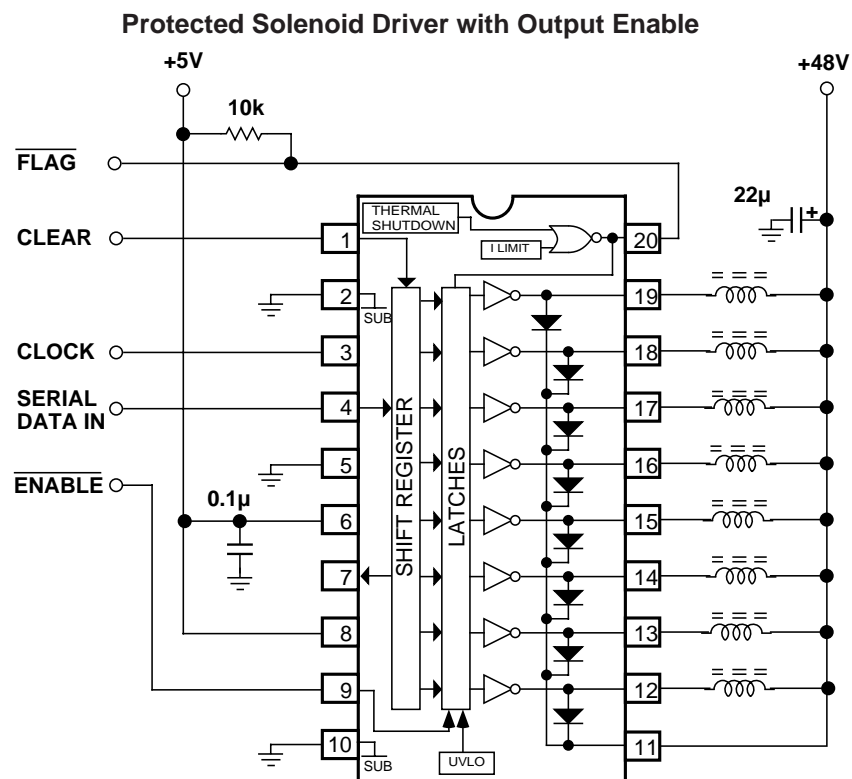 Protected Solenoid Driver with Output Enable
+5V
+48V
10k
FLAG
22µ
+
THERMAL
SHUTDOWN
I LIMIT
CLEAR
1
20
2
SUB
19
CLOCK
3
18
SERIAL
DATA IN
4
17
SHIFT REGISTER
LATCHES
5
16
ENABLE
0.1µ
6
15
7
14
8
13
9
12
10
SUB
UVLO
11